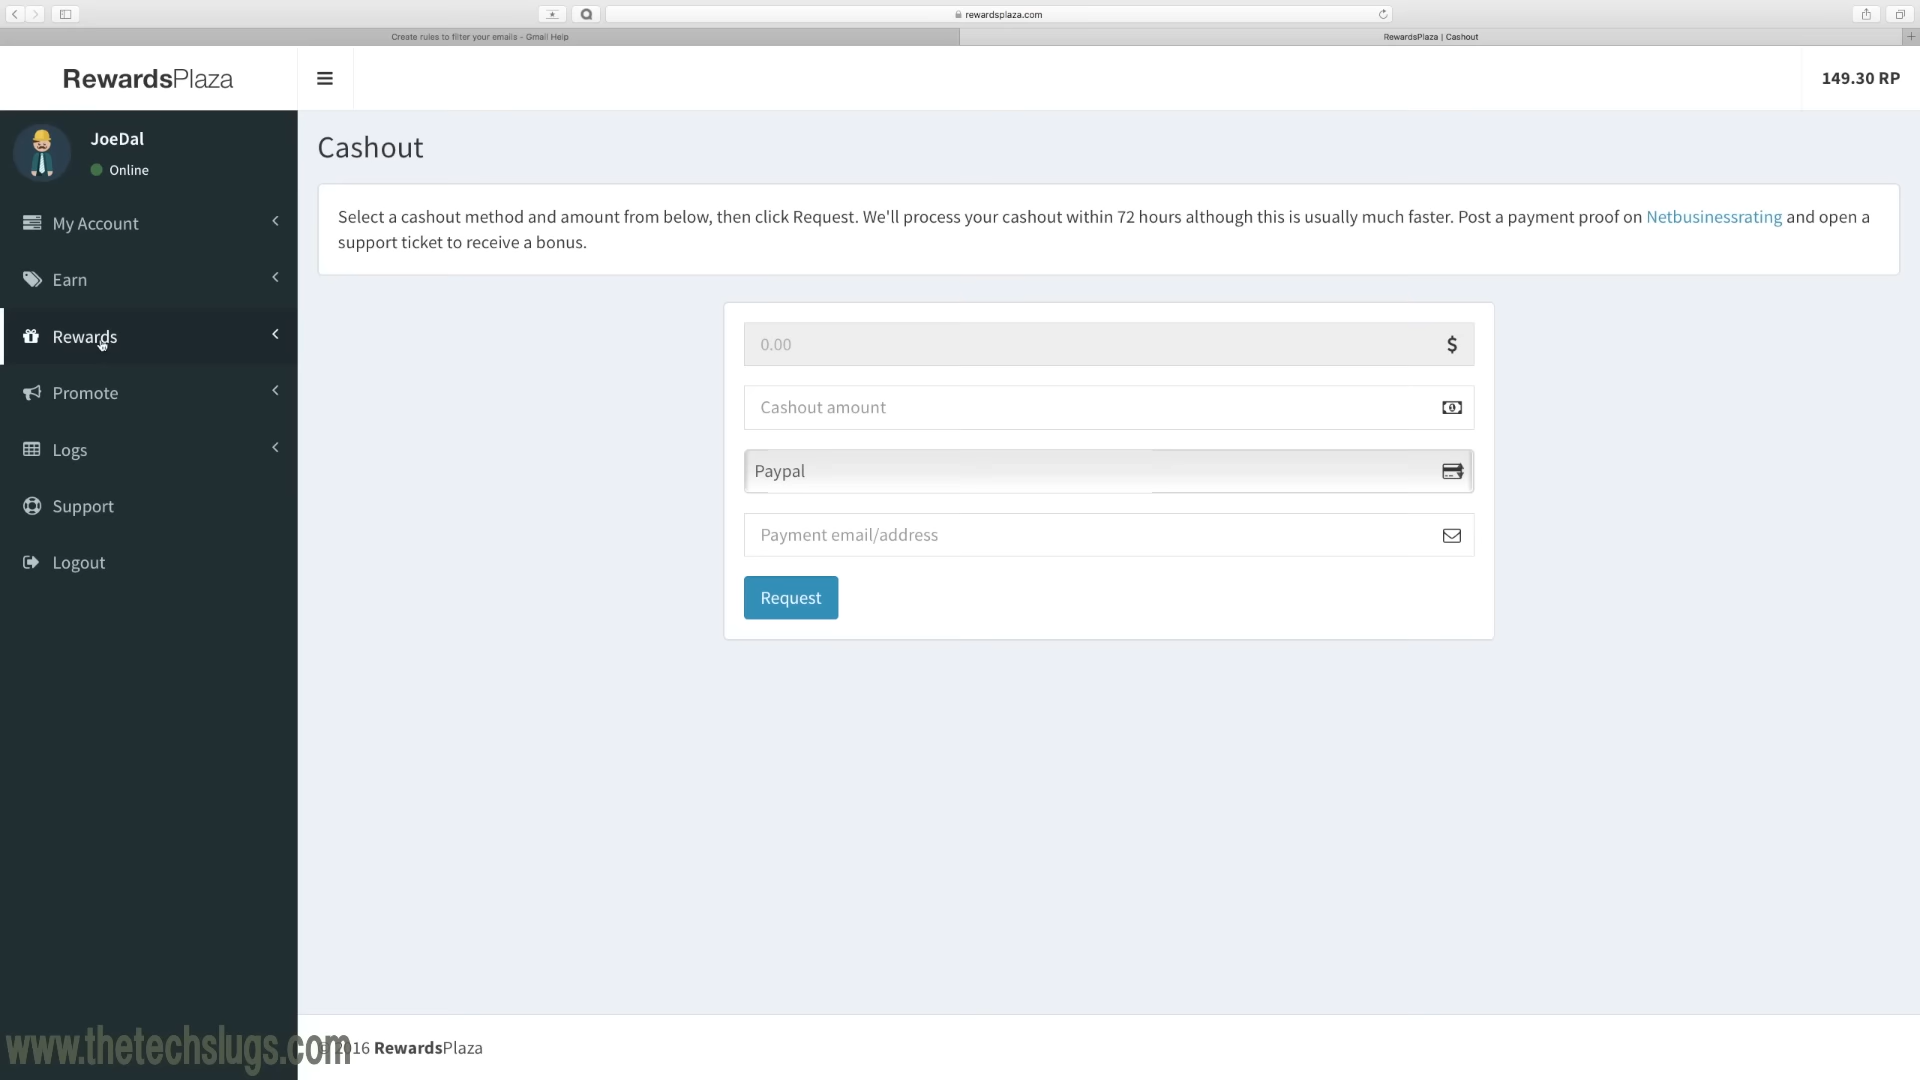 rewardsplaza.com
Create rules to filter your emails - Gmail Help
RewardsPlaza | Cashout
RewardsPlaza
149.30 RP
JoeDal
Online
My Account
Earn
Rewards
Promote
Logs
Support
Logout
Cashout
Select a cashout method and amount from below, then click Request. We'll process your cashout within 72 hours although this is usually much faster. Post a payment proof on Netbusinessrating and open a
support ticket to receive a bonus.
0.00
$
Cashout amount
Paypal
Payment email/address
Request
www.thetechslugs.com
© 2016 RewardsPlaza